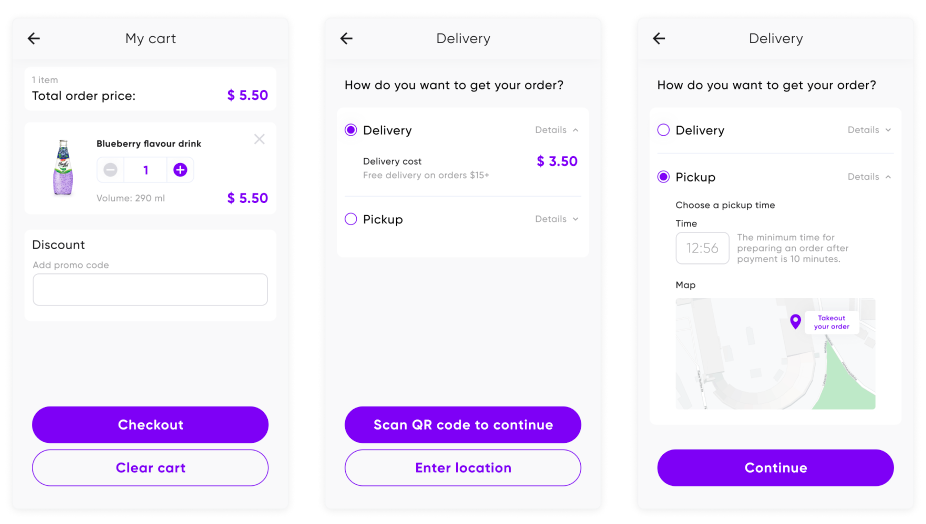 My cart
1 item
Total order price:
$ 5.50
Blueberry flavour drink
1
Volume: 290 ml
$ 5.50
Discount
Add promo code
Checkout
Clear cart
Delivery
How do you want to get your order?
Delivery
Details
Delivery cost
$ 3.50
Free delivery on orders $15+
Pickup
Details
Scan QR code to continue
Enter location
Delivery
How do you want to get your order?
Delivery
Details
Pickup
Details
Choose a pickup time
Time
12:56
The minimum time for
preparing an order after
payment is 10 minutes.
Map
Takeout
your order
Continue